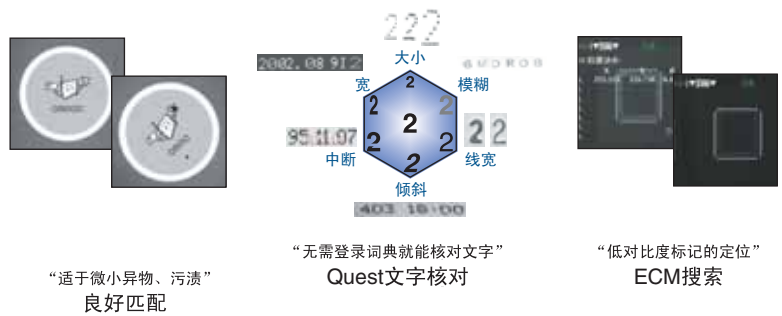 222
大小
2002.08 912
宽
模糊
2
2
2
2
2
2
2
95.11.07
中断
22
线宽
倾斜
403 18:00
“适于微小异物、污渍”
良好匹配
“无需登录词典就能核对文字”
Quest文字核对
“低对比度标记的定位”
ECM搜索